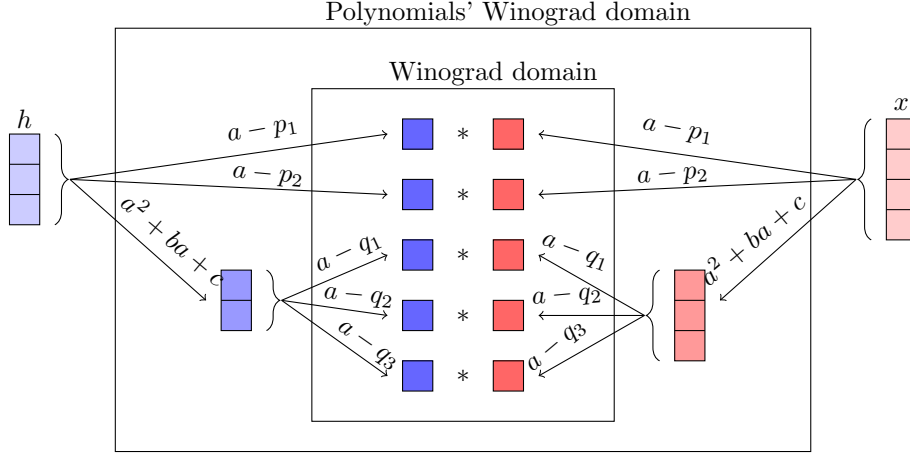 Polynomials' Winograd domain
Winograd domain
h
x
a − p₁
∗
a − p₁
a − p₂
∗
a − p₂
a² + ba + c
a² + ba + c
a − q₁
∗
a − q₁
a − q₂
∗
a − q₂
a − q₃
∗
a − q₃